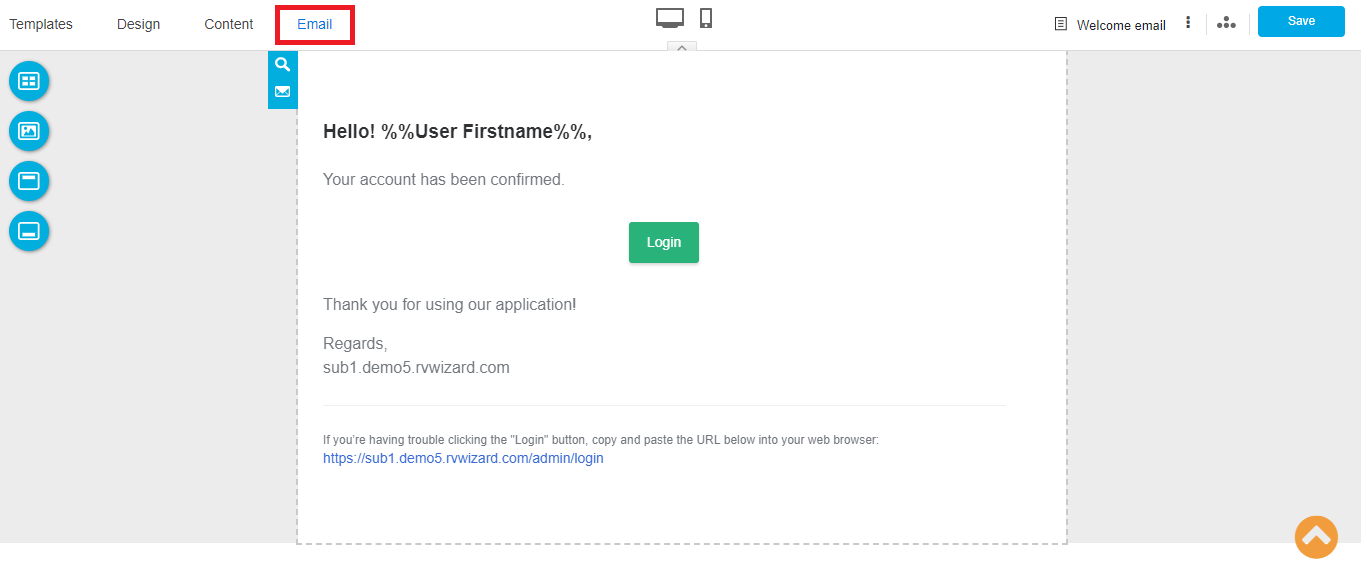 Templates Design Content Email Welcome email Save
Hello! %%User Firstname%%,
Your account has been confirmed.
Login
Thank you for using our application!
Regards,
sub1.demo5.rvwizard.com
If you’re having trouble clicking the "Login" button, copy and paste the URL below into your web browser:
https://sub1.demo5.rvwizard.com/admin/login